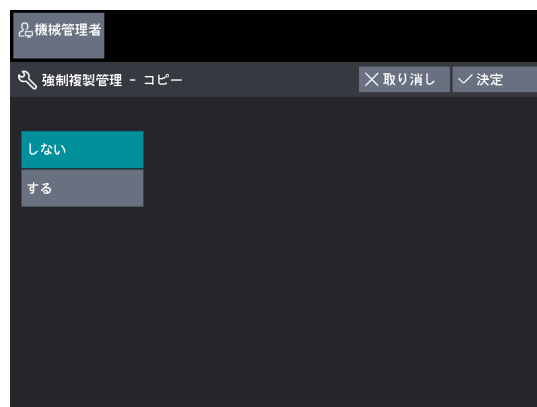 機械管理者
強制複製管理 - コピー
取り消し
決定
しない
する